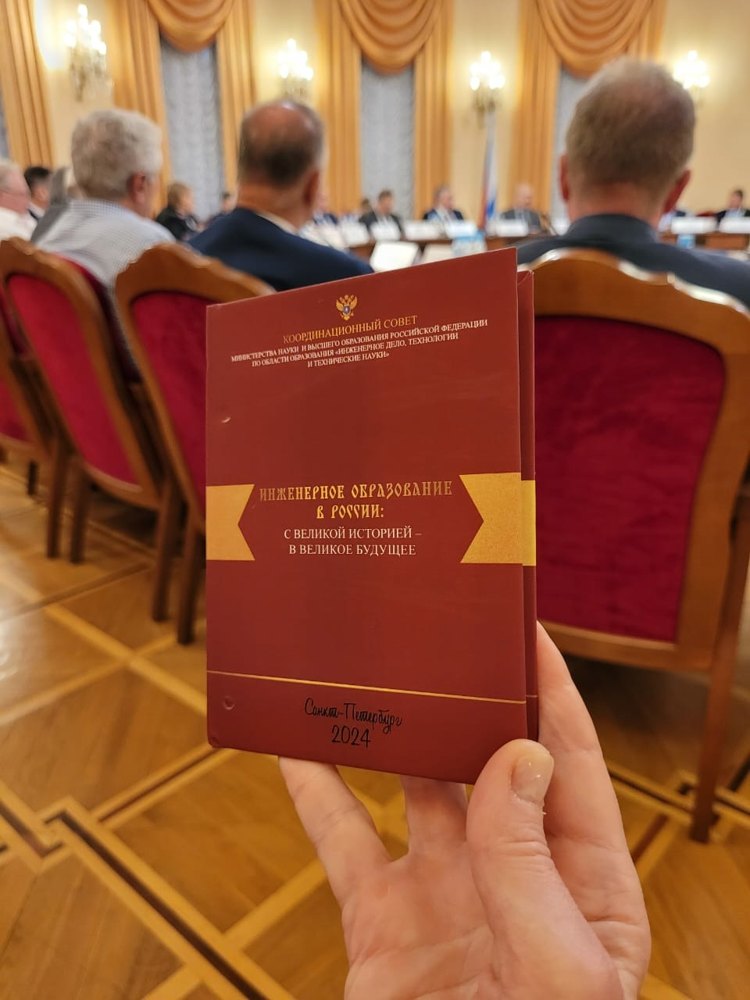 КООРДИНАЦИОННЫЙ СОВЕТ
МИНИСТЕРСТВА НАУКИ И ВЫСШЕГО ОБРАЗОВАНИЯ РОССИЙСКОЙ ФЕДЕРАЦИИ
ПО ОБЛАСТИ ОБРАЗОВАНИЯ «ИНЖЕНЕРНОЕ ДЕЛО, ТЕХНОЛОГИИ
И ТЕХНИЧЕСКИЕ НАУКИ»
ИНЖЕНЕРНОЕ ОБРАЗОВАНИЕ
В РОССИИ:
С ВЕЛИКОЙ ИСТОРИЕЙ –
В ВЕЛИКОЕ БУДУЩЕЕ
Санкт-Петербург
2024